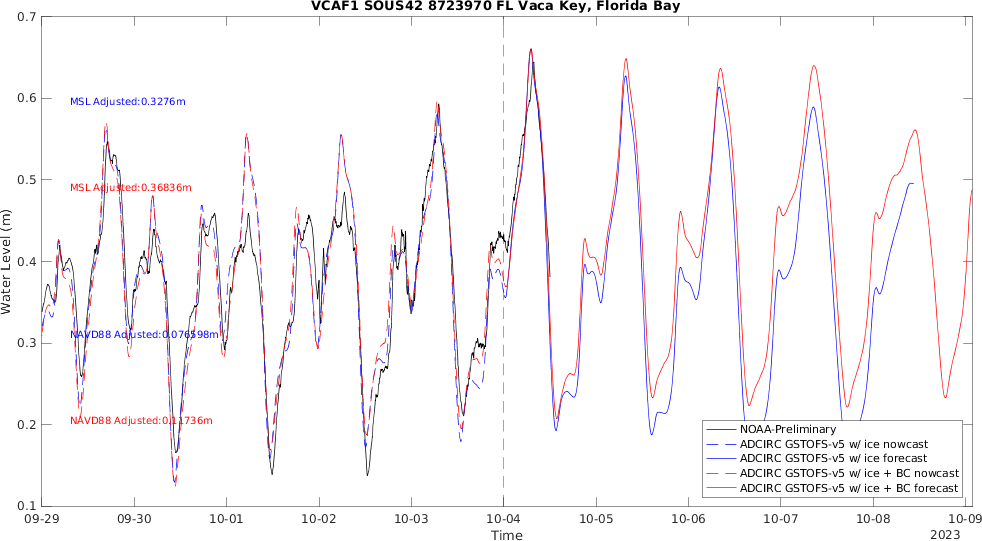 VCAF1 SOUS42 8723970 FL Vaca Key, Florida Bay
Water Level (m)
0.7
0.6
0.5
0.4
0.3
0.2
0.1
MSL Adjusted:0.3276m
MSL Adjusted:0.36836m
NAVD88 Adjusted:0.076598m
NAVD88 Adjusted:0.11736m
NOAA-Preliminary
ADCIRC GSTOFS-v5 w/ ice nowcast
ADCIRC GSTOFS-v5 w/ ice forecast
ADCIRC GSTOFS-v5 w/ ice + BC nowcast
ADCIRC GSTOFS-v5 w/ ice + BC forecast
09-29 09-30 10-01 10-02 10-03 10-04 10-05 10-06 10-07 10-08 10-09
Time
2023